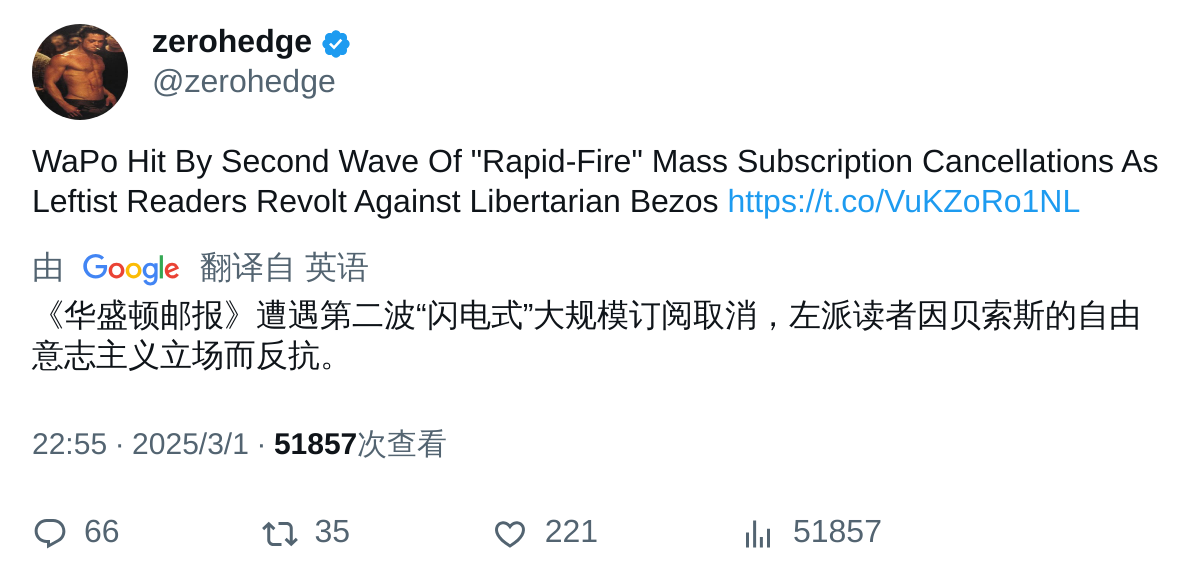 zerohedge
@zerohedge
WaPo Hit By Second Wave Of "Rapid-Fire" Mass Subscription Cancellations As
Leftist Readers Revolt Against Libertarian Bezos https://t.co/VuKZoRo1NL
由 Google 翻译自 英语
《华盛顿邮报》遭遇第二波“闪电式”大规模订阅取消，左派读者因贝索斯的自由
意志主义立场而反抗。
22:55 · 2025/3/1 · 51857次查看
66 35 221 51857